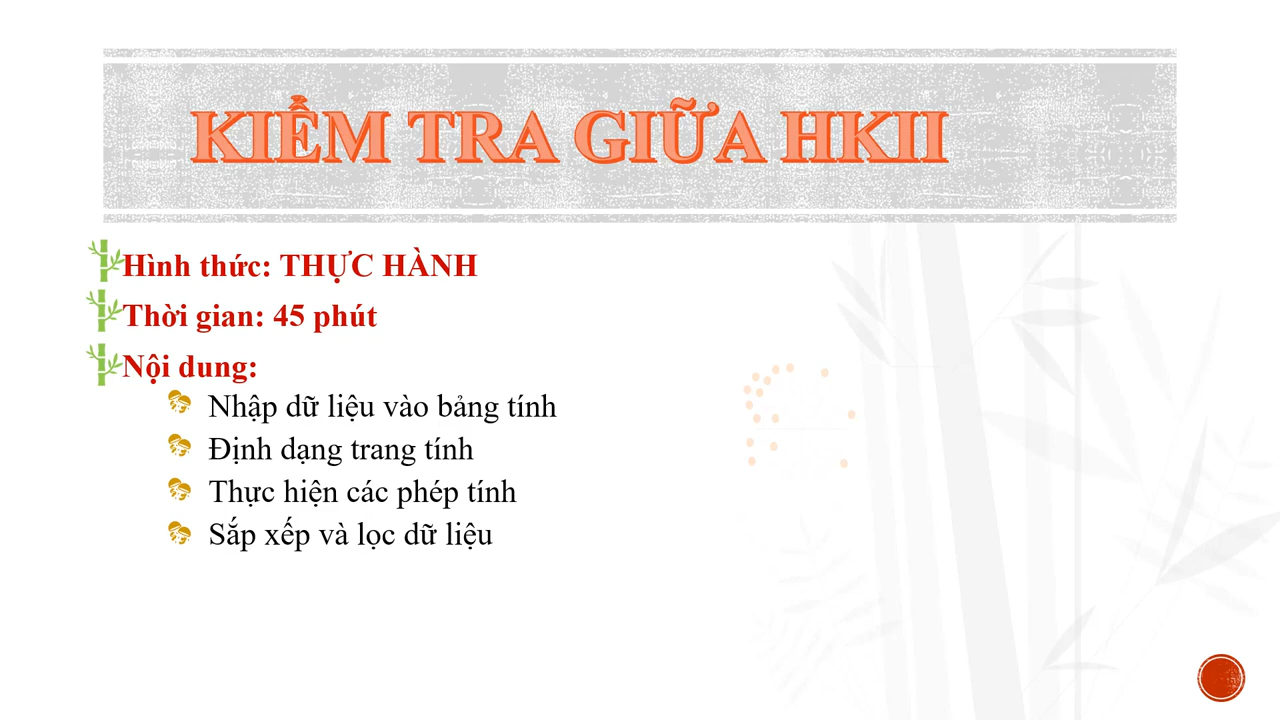 KIỂM TRA GIỮA HKII
Hình thức: THỰC HÀNH
Thời gian: 45 phút
Nội dung:
Nhập dữ liệu vào bảng tính
Định dạng trang tính
Thực hiện các phép tính
Sắp xếp và lọc dữ liệu